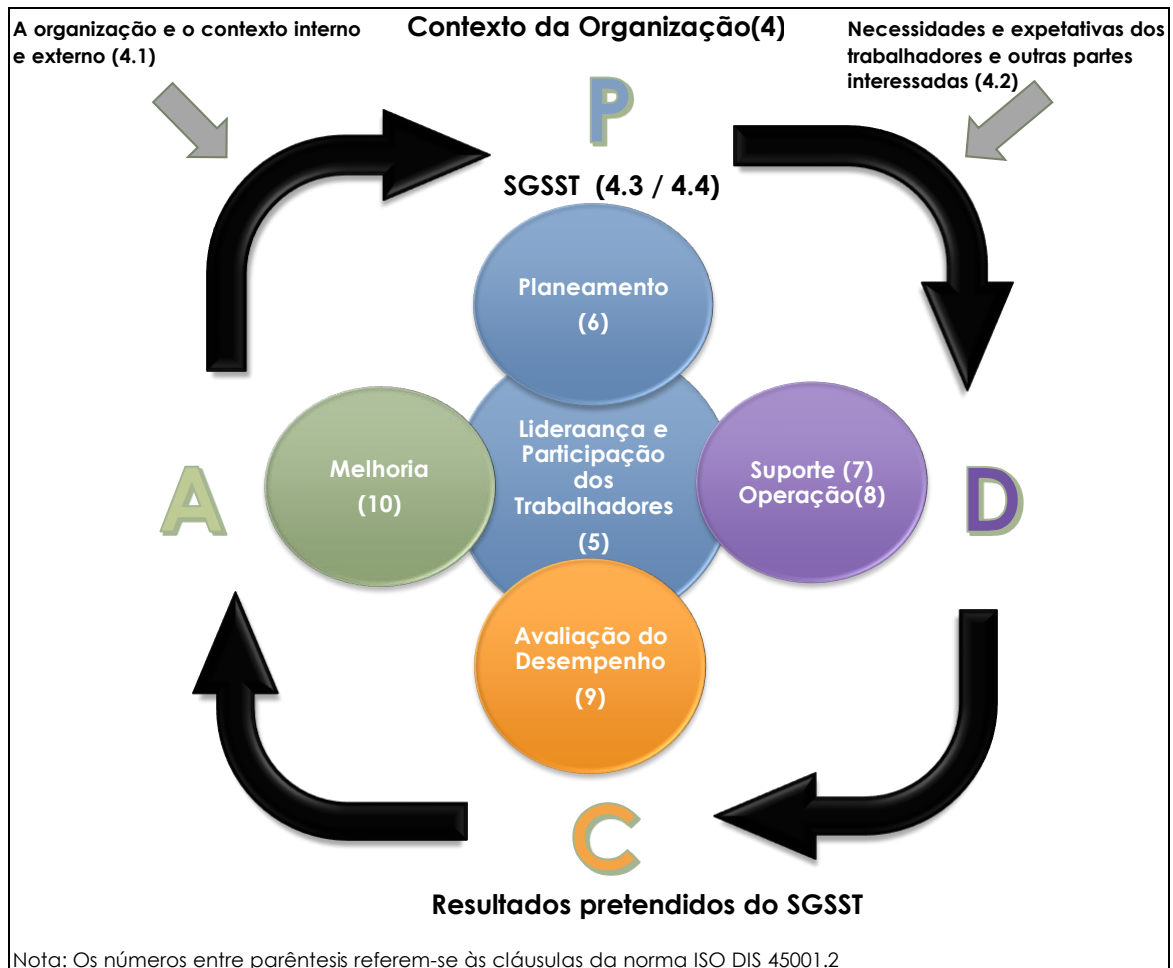 A organização e o contexto interno
e externo (4.1)
Contexto da Organização(4)
Necessidades e expetativas dos
trabalhadores e outras partes
interessadas (4.2)
P
SGSST (4.3 / 4.4)
Planeamento
(6)
A
Melhoria
(10)
Lideraança e
Participação
dos
Trabalhadores
(5)
Suporte (7)
Operação(8)
D
Avaliação do
Desempenho
(9)
C
Resultados pretendidos do SGSST
Nota: Os números entre parêntesis referem-se às cláusulas da norma ISO DIS 45001.2